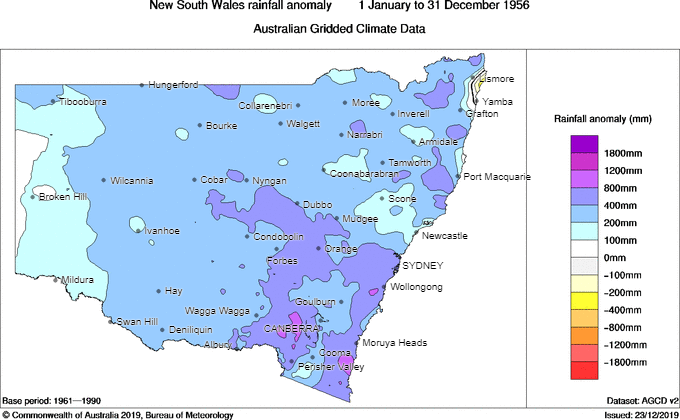 New South Wales rainfall anomaly 1 January to 31 December 1956
Australian Gridded Climate Data
Lismore
Hungerford
Tibooburra
Collarenebri
Moree
Yamba
Inverell
Grafton
Bourke
Walgett
Narrabri
Armidale
Tamworth
Coonabarabran
Port Macquarie
Wilcannia
Cobar
Nyngan
Broken Hill
Scone
Dubbo
Mudgee
Ivanhoe
Condobolin
Newcastle
Orange
Forbes
SYDNEY
Mildura
Wollongong
Hay
Goulburn
Wagga Wagga
Swan Hill
Deniliquin
CANBERRA
Albury
Moruya Heads
Cooma
Perisher Valley
Rainfall anomaly (mm)
1800mm
1200mm
800mm
400mm
200mm
100mm
0mm
−100mm
−200mm
−400mm
−800mm
−1200mm
−1800mm
Base period: 1961—1990
Dataset: AGCD v2
© Commonwealth of Australia 2019, Bureau of Meteorology
Issued: 23/12/2019